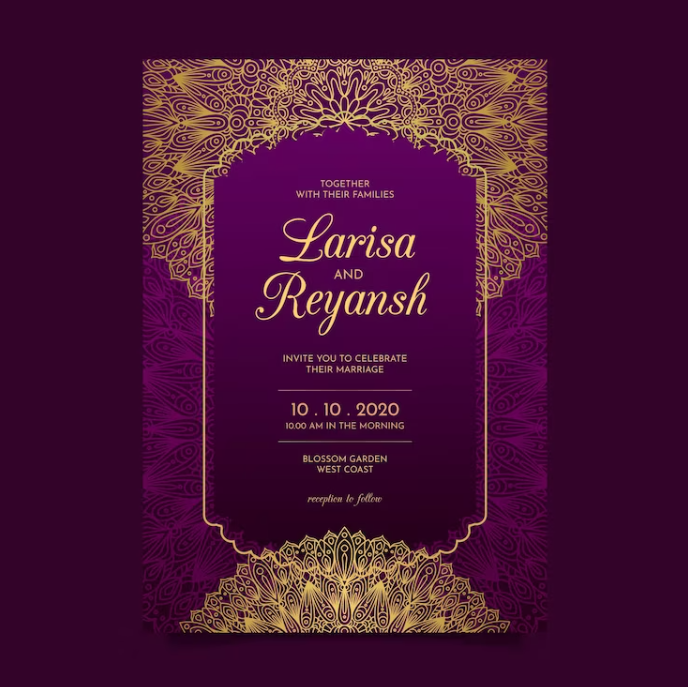 TOGETHER
WITH THEIR FAMILIES
Larisa
AND
Reyansh
INVITE YOU TO CELEBRATE
THEIR MARRIAGE
10 . 10 . 2020
10.00 AM IN THE MORNING
BLOSSOM GARDEN
WEST COAST
reception to follow